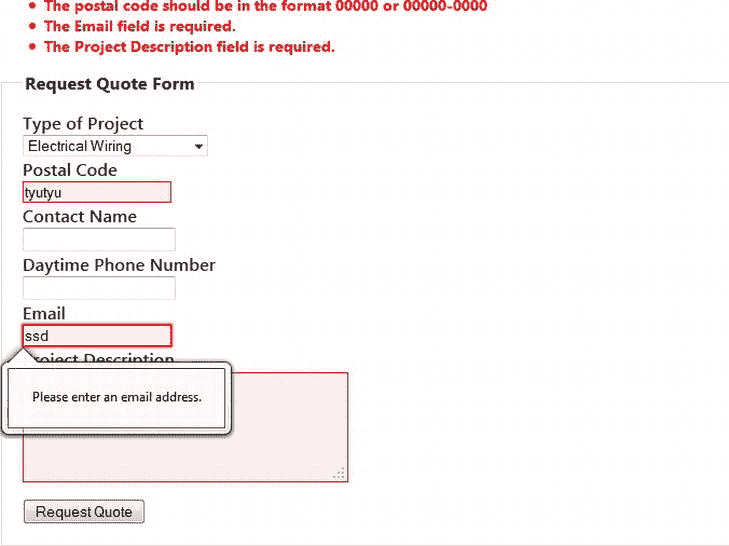 The postal code should be in the format 00000 or 00000-0000
The Email field is required.
The Project Description field is required.
Request Quote Form
Type of Project
Electrical Wiring
Postal Code
tyutyu
Contact Name
Daytime Phone Number
Email
ssd
Project Description
Please enter an email address.
Request Quote